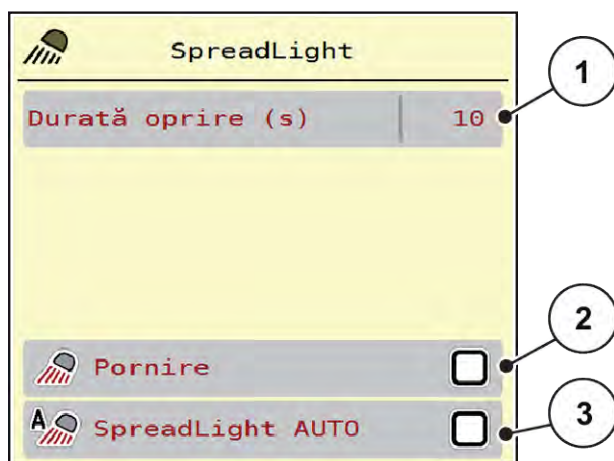 SpreadLight
1
Durată oprire (s) 10
2
Pornire
A
3
SpreadLight AUTO